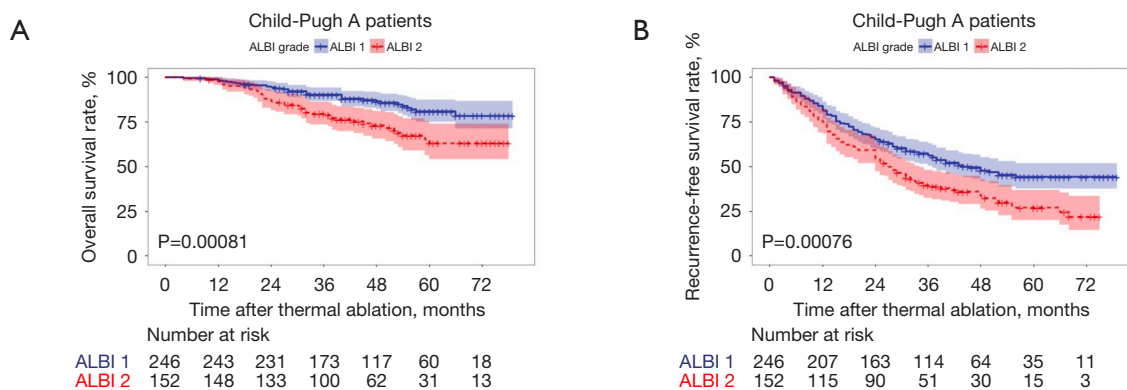 A
Child-Pugh A patients
ALBI grade ALBI 1 ALBI 2
Overall survival rate, %
100
75
50
25
0
P=0.00081
0 12 24 36 48 60 72
Time after thermal ablation, months
Number at risk
ALBI 1 246 243 231 173 117 60 18
ALBI 2 152 148 133 100 62 31 13
B
Child-Pugh A patients
ALBI grade ALBI 1 ALBI 2
Recurrence-free survival rate, %
100
75
50
25
0
P=0.00076
0 12 24 36 48 60 72
Time after thermal ablation, months
Number at risk
ALBI 1 246 207 163 114 64 35 11
ALBI 2 152 115 90 51 30 15 3